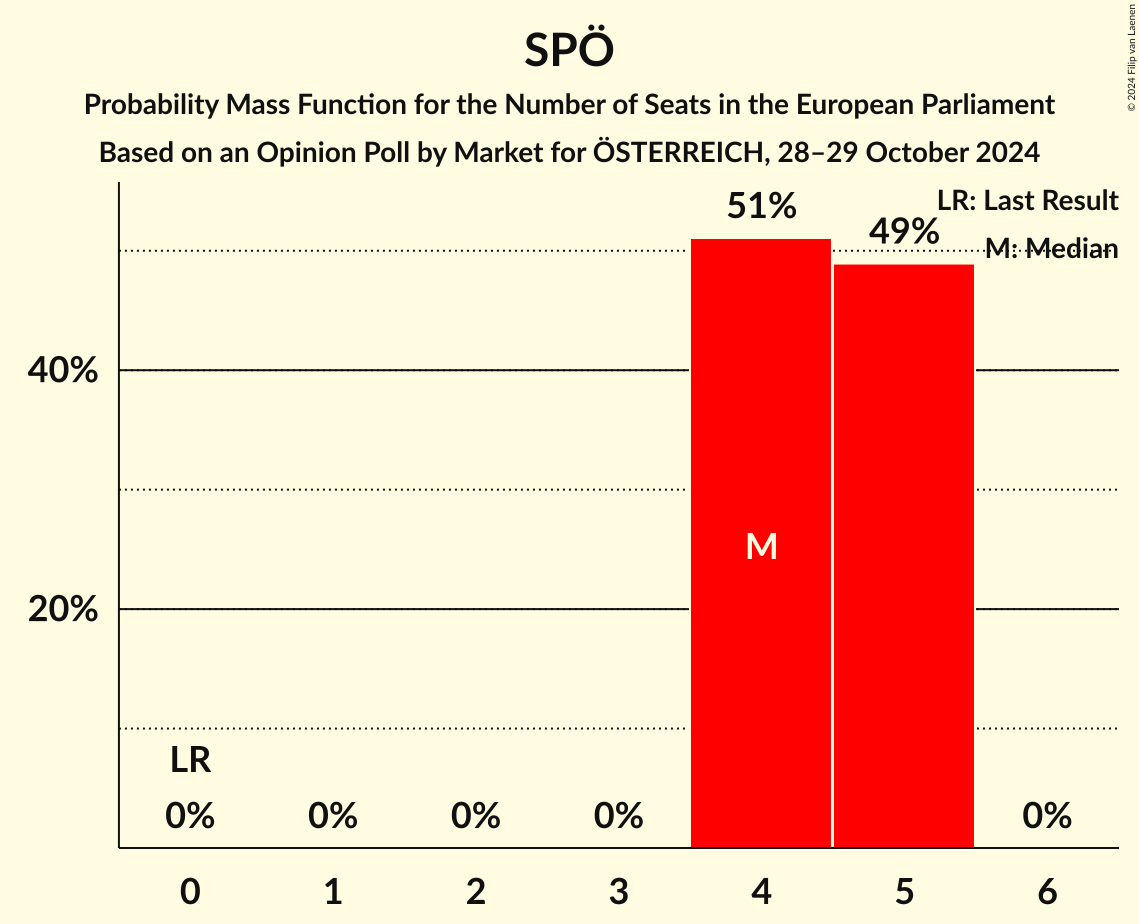 SPÖ
Probability Mass Function for the Number of Seats in the European Parliament
Based on an Opinion Poll by Market for ÖSTERREICH, 28–29 October 2024
© 2024 Filip van Laenen
LR: Last Result
M: Median
51%
49%
40%
20%
M
LR
0%
0%
0%
0%
0%
0
1
2
3
4
5
6